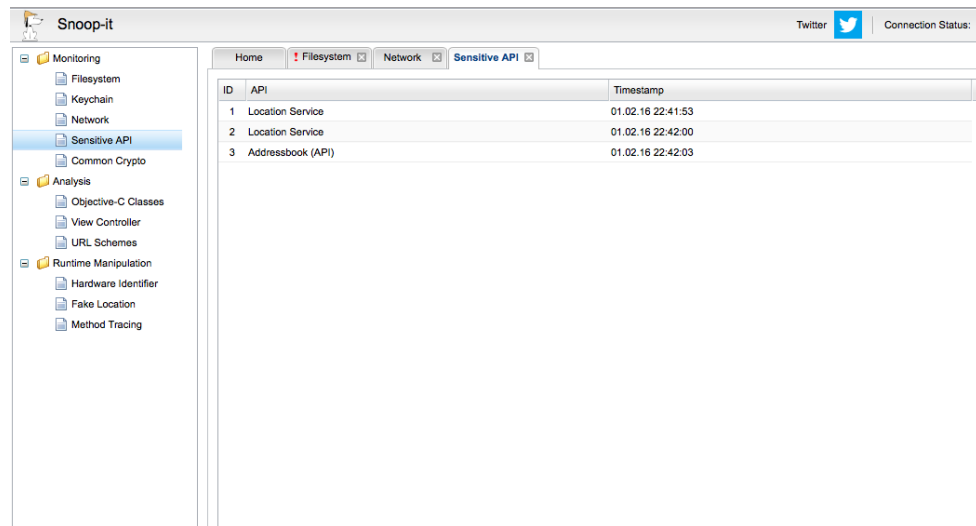 Snoop-it
Twitter
Connection Status:
Monitoring
Filesystem
Keychain
Network
Sensitive API
Common Crypto
Analysis
Objective-C Classes
View Controller
URL Schemes
Runtime Manipulation
Hardware Identifier
Fake Location
Method Tracing
Home ! Filesystem Network Sensitive API
ID API Timestamp
1 Location Service 01.02.16 22:41:53
2 Location Service 01.02.16 22:42:00
3 Addressbook (API) 01.02.16 22:42:03